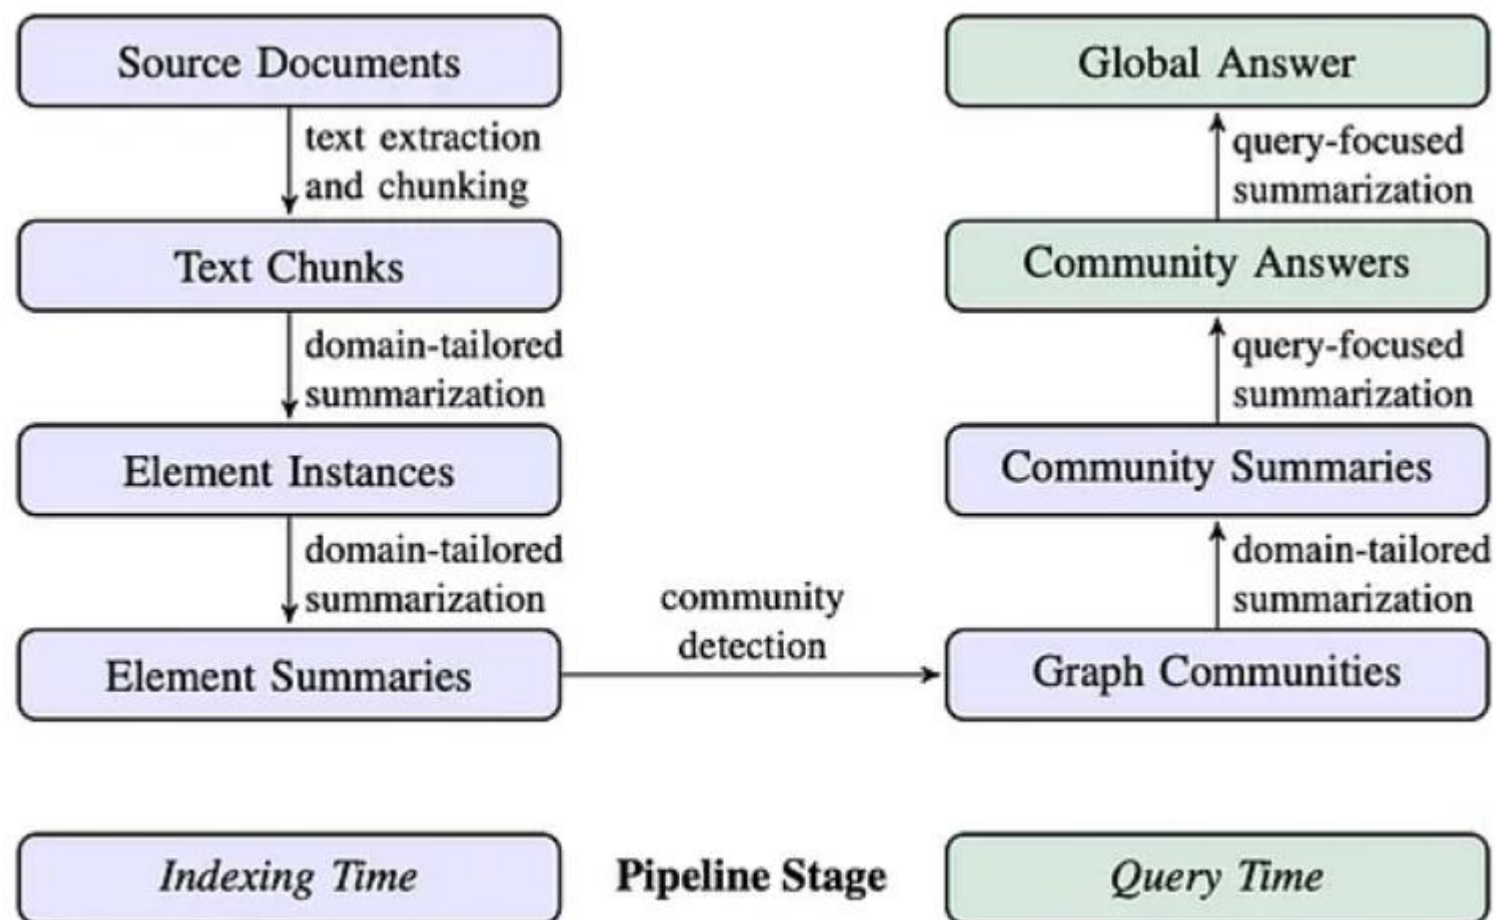 Source Documents
text extraction
and chunking
Text Chunks
domain-tailored
summarization
Element Instances
domain-tailored
summarization
Element Summaries
community
detection
Graph Communities
domain-tailored
summarization
Community Summaries
query-focused
summarization
Community Answers
query-focused
summarization
Global Answer
Indexing Time
Pipeline Stage
Query Time